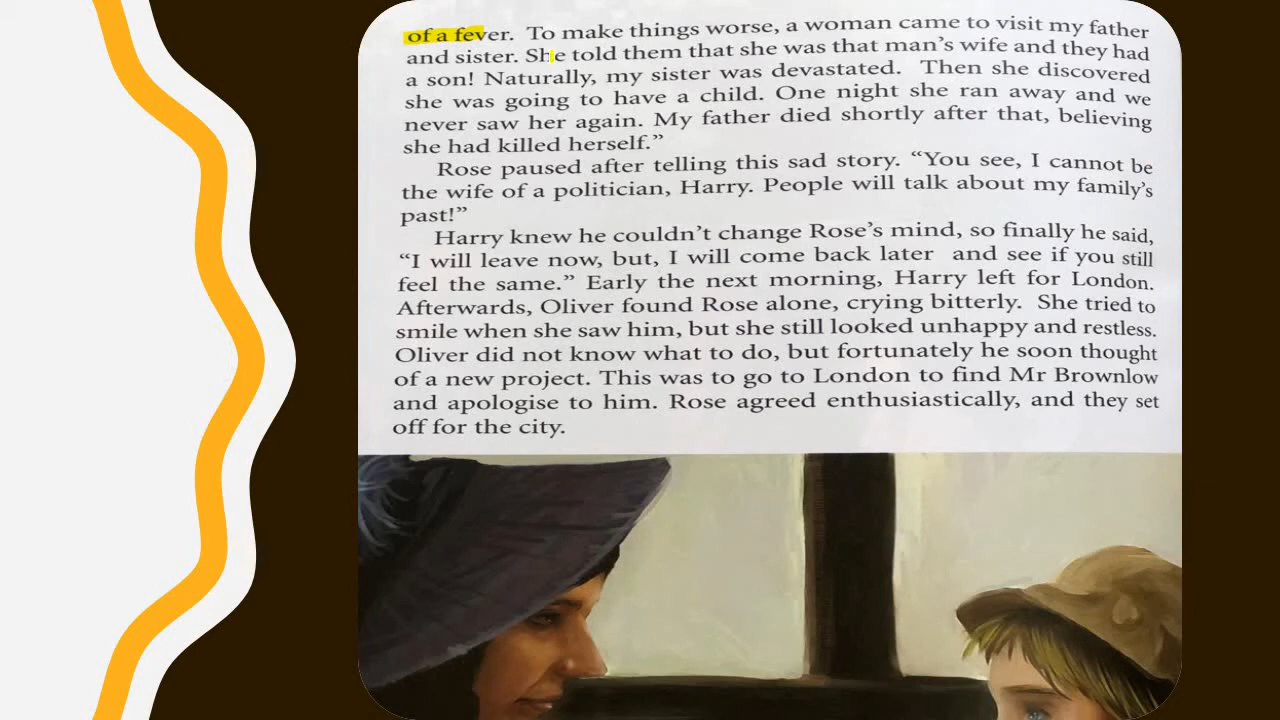 of a fever. To make things worse, a woman came to visit my father
and sister. She told them that she was that man's wife and they had
a son! Naturally, my sister was devastated. Then she discovered
she was going to have a child. One night she ran away and we
never saw her again. My father died shortly after that, believing
she had killed herself.”
Rose paused after telling this sad story. “You see, I cannot be
the wife of a politician, Harry. People will talk about my family's
past!”
Harry knew he couldn't change Rose's mind, so finally he said,
“I will leave now, but, I will come back later and see if you still
feel the same.” Early the next morning, Harry left for London.
Afterwards, Oliver found Rose alone, crying bitterly. She tried to
smile when she saw him, but she still looked unhappy and restless.
Oliver did not know what to do, but fortunately he soon thought
of a new project. This was to go to London to find Mr Brownlow
and apologise to him. Rose agreed enthusiastically, and they set
off for the city.